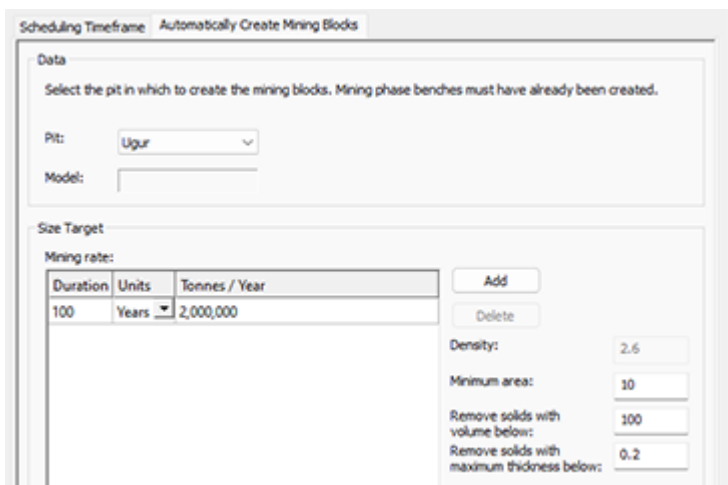 Scheduling Timeframe Automatically Create Mining Blocks
Data
Select the pit in which to create the mining blocks. Mining phase benches must have already been created.
Pit: Ugur
Model:
Size Target
Mining rate:
Duration Units Tonnes / Year
100 Years 2,000,000
Add
Delete
Density: 2.6
Minimum area: 10
Remove solids with
volume below: 100
Remove solids with
maximum thickness below: 0.2